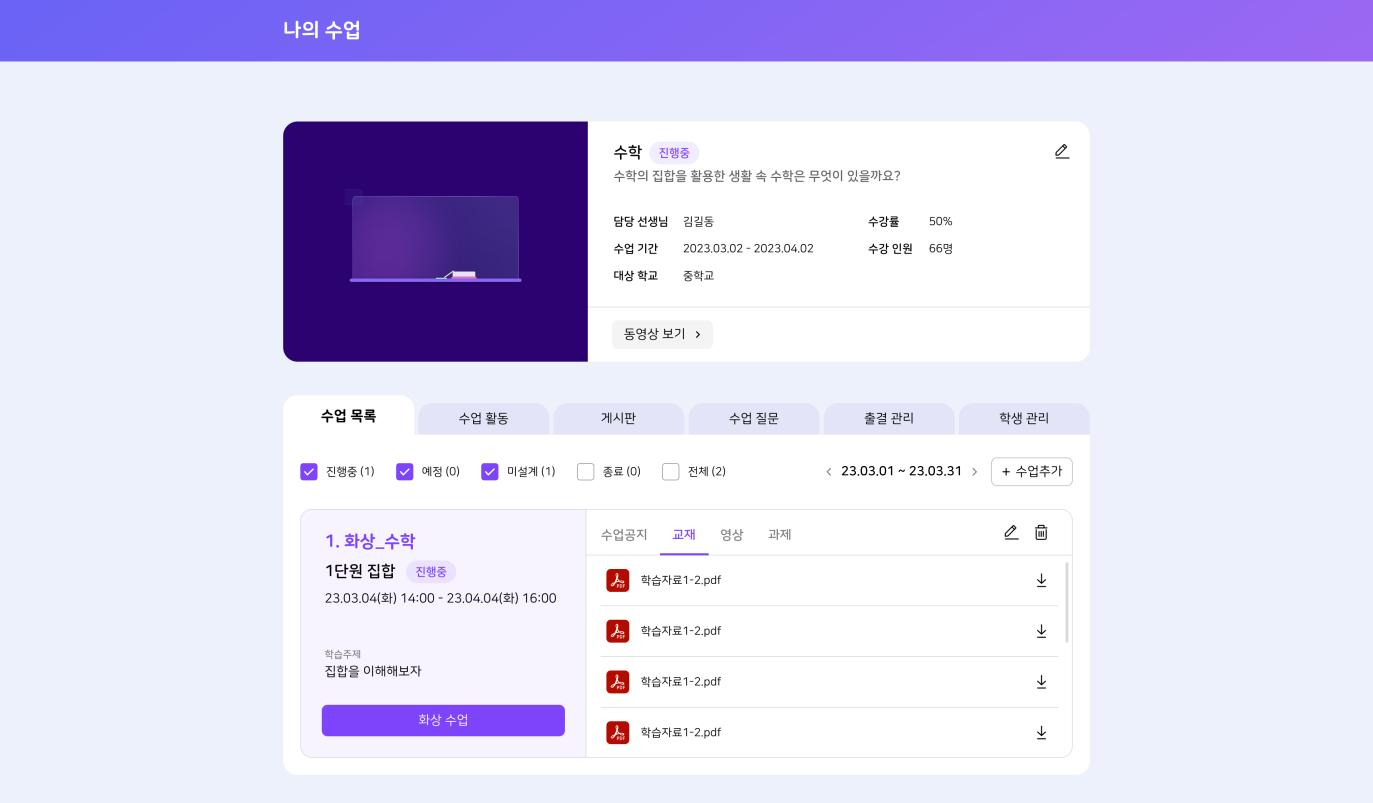 나의 수업
수학 진행중
수학의 집합을 활용한 생활 속 수학은 무엇이 있을까요?
담당 선생님 김길동 수강률 50%
수업 기간 2023.03.02 - 2023.04.02 수강 인원 66명
대상 학교 중학교
동영상 보기
수업 목록 수업 활동 게시판 수업 질문 출결 관리 학생 관리
진행중 (1) 예정 (0) 미설계 (1) 종료 (0) 전체 (2) < 23.03.01 ~ 23.03.31 > + 수업추가
1. 화상_수학
1단원 집합 진행중
23.03.04(화) 14:00 - 23.04.04(화) 16:00
학습주제
집합을 이해해보자
화상 수업
수업공지 교재 영상 과제
PDF 학습자료1-2.pdf
PDF 학습자료1-2.pdf
PDF 학습자료1-2.pdf
PDF 학습자료1-2.pdf